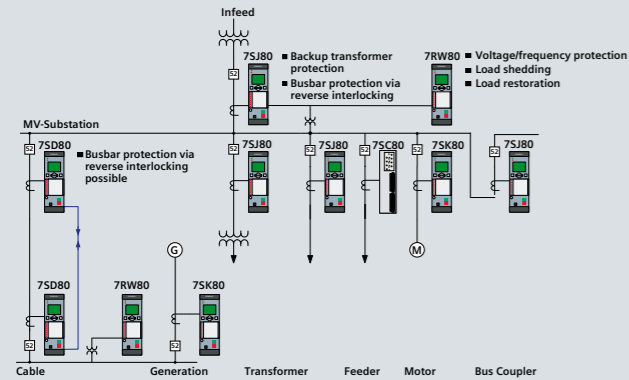 Infeed
7SJ80
■ Backup transformer
protection
■ Busbar protection via
reverse interlocking
7RW80
■ Voltage/frequency protection
■ Load shedding
■ Load restoration
52
MV-Substation
52
7SD80
■ Busbar protection via
reverse interlocking
possible
52
7SJ80
52
7SJ80
52
7SC80
52
7SK80
52
7SJ80
G
M
7SD80
7RW80
7SK80
52
52
Cable
Generation
Transformer
Feeder
Motor
Bus Coupler